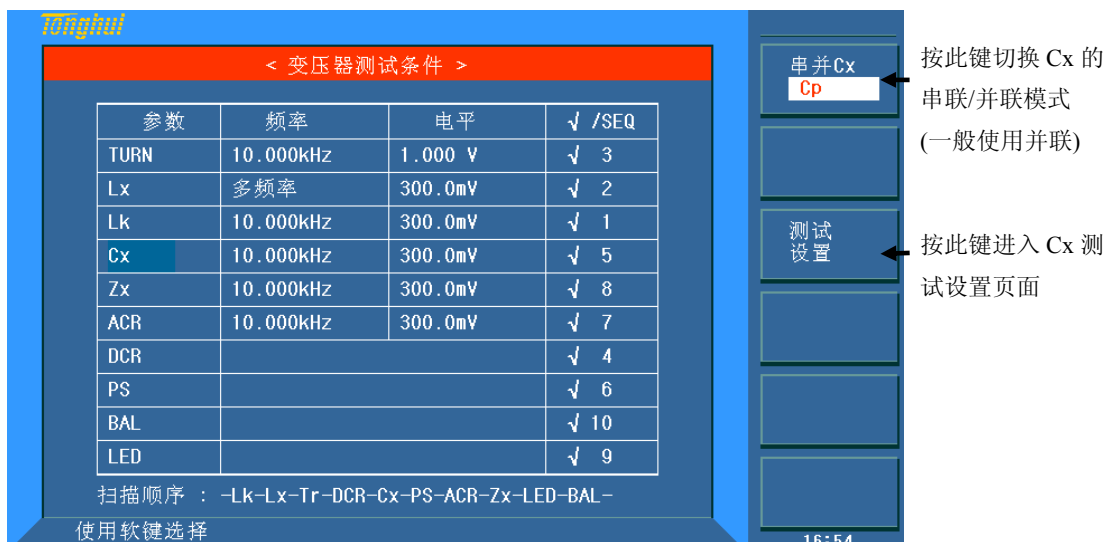 Tonghui
< 变压器测试条件 >
参数 频率 电平 √ /SEQ
TURN 10.000kHz 1.000 V √ 3
Lx 多频率 300.0mV √ 2
Lk 10.000kHz 300.0mV √ 1
Cx 10.000kHz 300.0mV √ 5
Zx 10.000kHz 300.0mV √ 8
ACR 10.000kHz 300.0mV √ 7
DCR √ 4
PS √ 6
BAL √ 10
LED √ 9
扫描顺序 : -Lk-Lx-Tr-DCR-Cx-PS-ACR-Zx-LED-BAL-
使用软键选择
串并Cx
Cp
测试
设置
16:54
按此键切换 Cx 的
串联/并联模式
(一般使用并联)
按此键进入 Cx 测
试设置页面